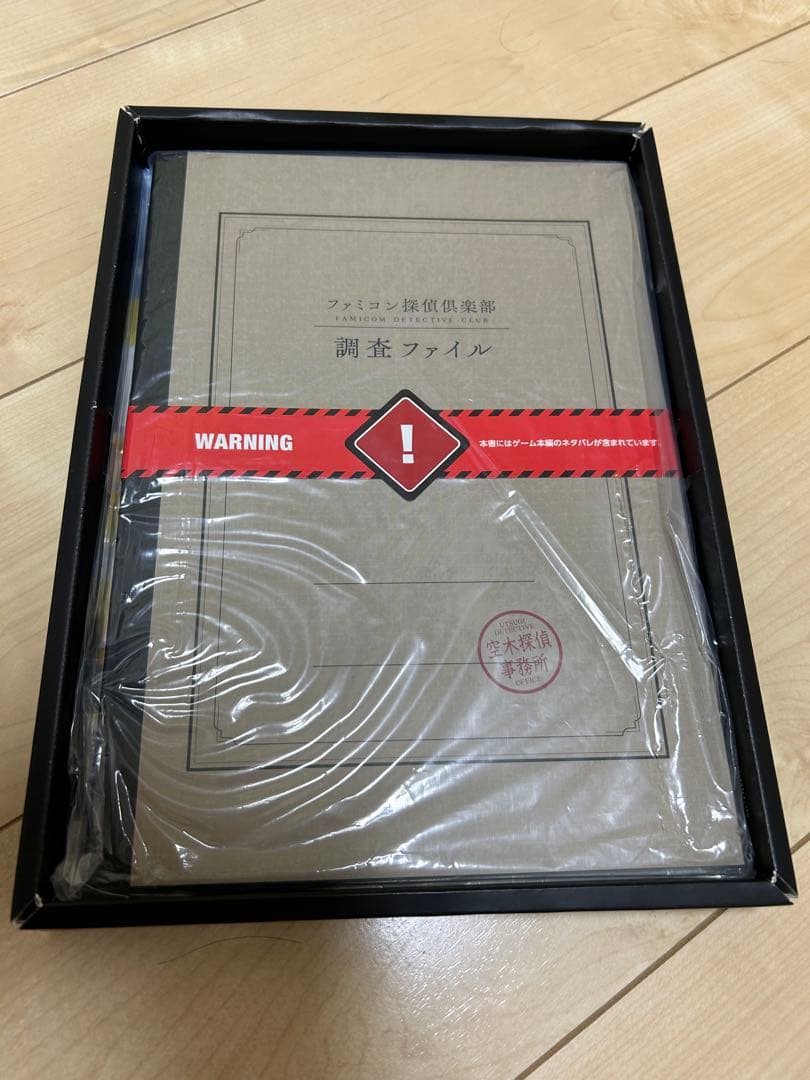 ファミコン探偵倶楽部
FAMICOM DETECTIVE CLUB
調査ファイル
WARNING
!
本書にはゲーム本編のネタバレが含まれています。
UTSUGI
DETECTIVE
空木探偵
事務所
OFFICE